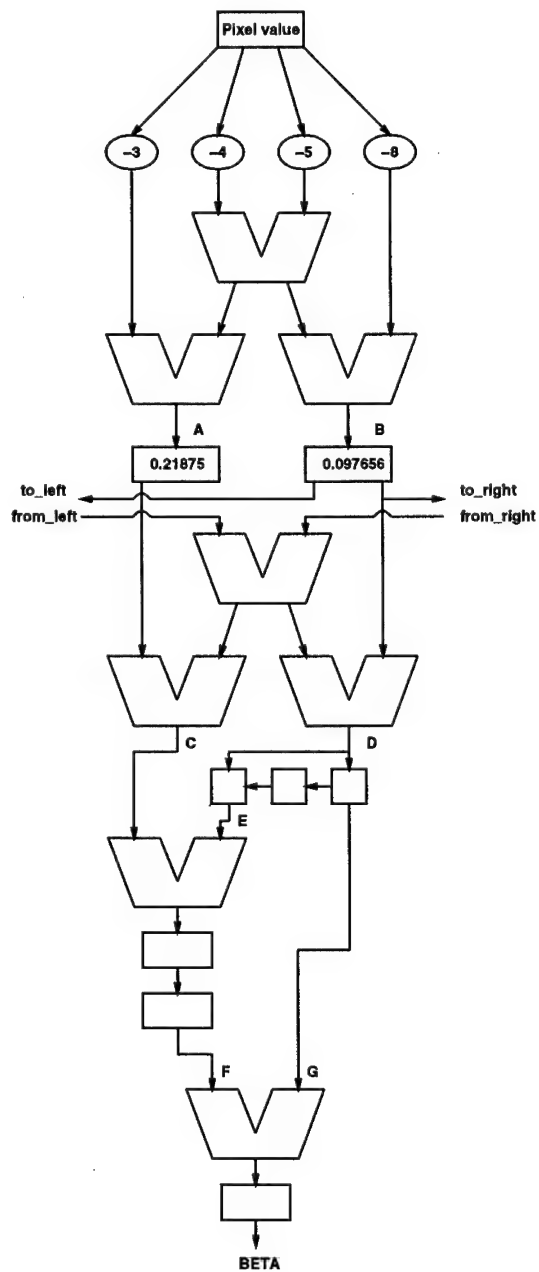 Pixel value
-3 -4 -5 -8
A B
0.21875 0.097656
to_left to_right
from_left from_right
C D
E
F G
BETA